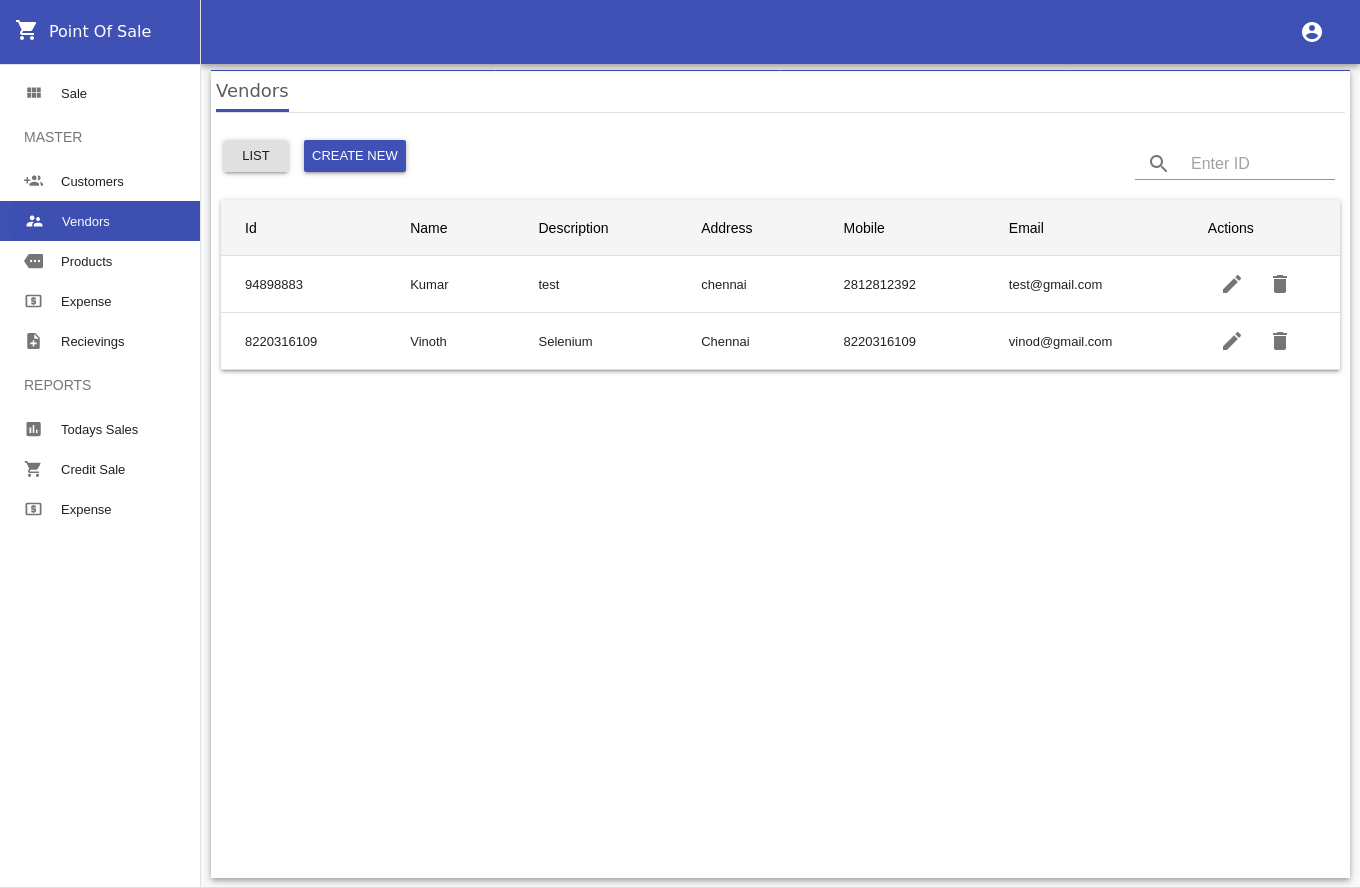 Point Of Sale
Sale
MASTER
Customers
Vendors
Products
Expense
Recievings
REPORTS
Todays Sales
Credit Sale
Expense
Vendors
LIST CREATE NEW
Enter ID
Id Name Description Address Mobile Email Actions
94898883 Kumar test chennai 2812812392 test@gmail.com
8220316109 Vinoth Selenium Chennai 8220316109 vinod@gmail.com